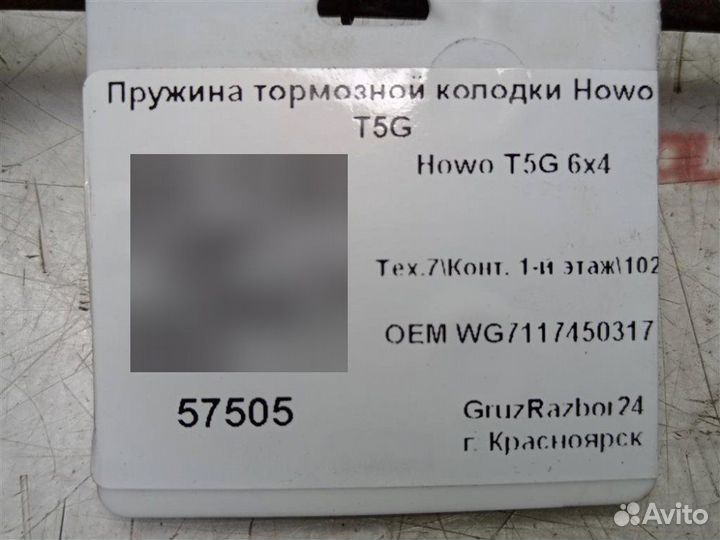 Пружина тормозной колодки Howo
T5G
Howo T5G 6x4
Тех.7\Конт. 1-й этаж\102
OEM WG7117450317
57505
GruzRazbor24
г. Красноярск
Avito